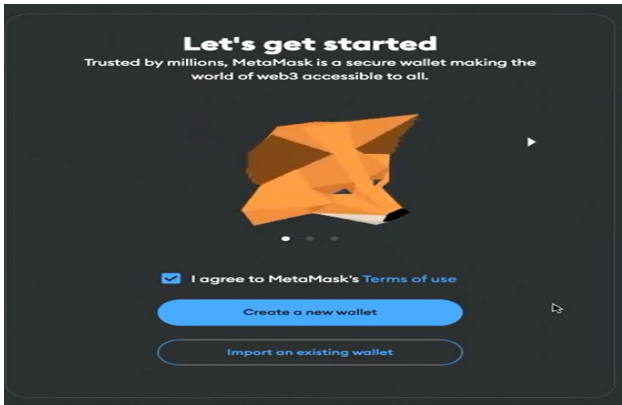 Let's get started
Trusted by millions, MetaMask is a secure wallet making the
world of web3 accessible to all.
I agree to MetaMask's Terms of use
Create a new wallet
Import an existing wallet